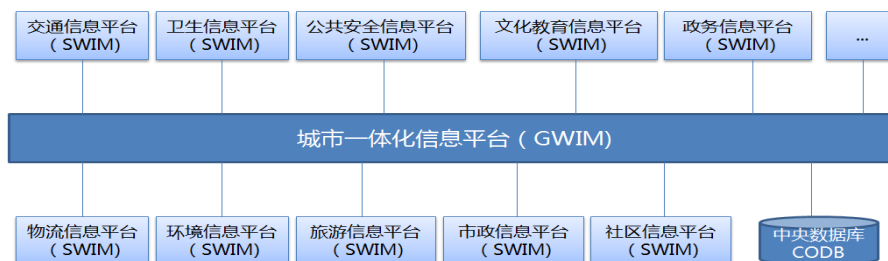 交通信息平台
（SWIM)
卫生信息平台
（SWIM)
公共安全信息平台
（SWIM)
文化教育信息平台
（SWIM)
政务信息平台
（SWIM)
...
城市一体化信息平台（GWIM)
物流信息平台
（SWIM)
环境信息平台
（SWIM)
旅游信息平台
（SWIM)
市政信息平台
（SWIM)
社区信息平台
（SWIM)
中央数据库
CODB